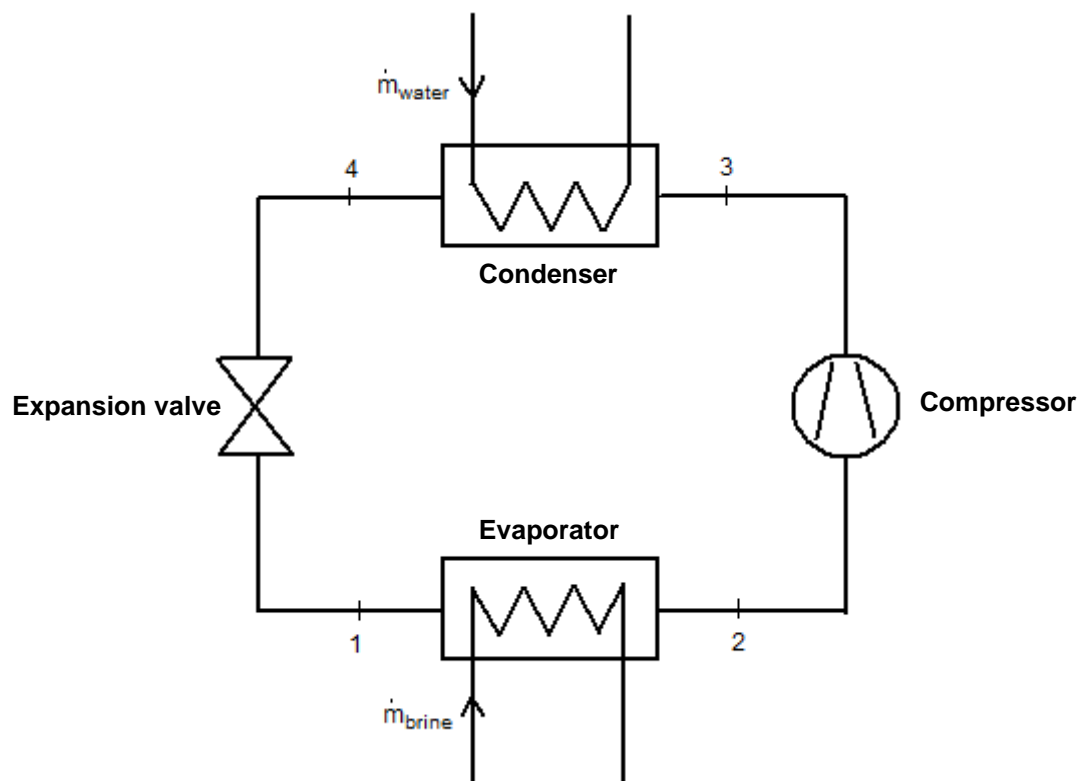 ṁwater
4
3
Condenser
Expansion valve
Compressor
Evaporator
1
2
ṁbrine